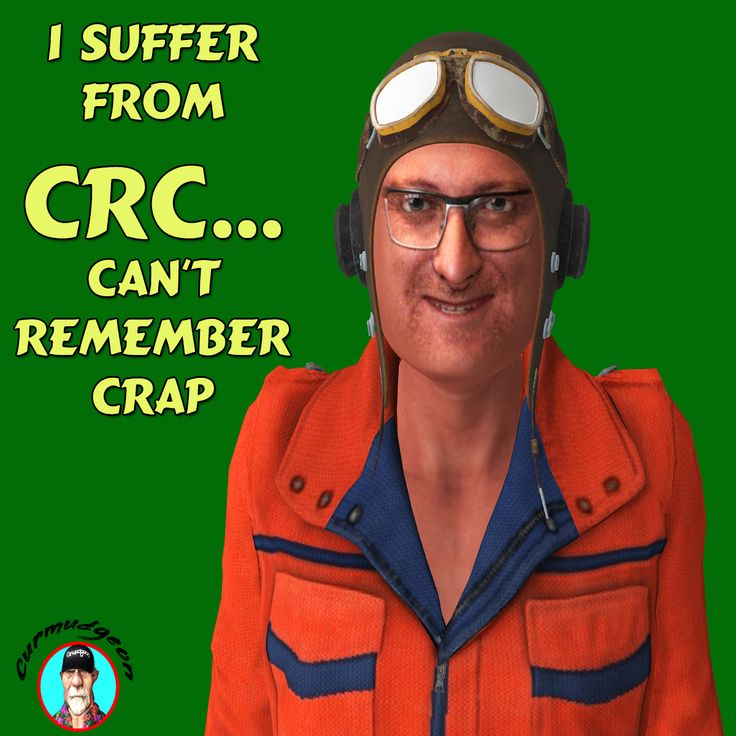 I SUFFER
FROM
CRC...
CAN'T
REMEMBER
CRAP
Curmudgeon